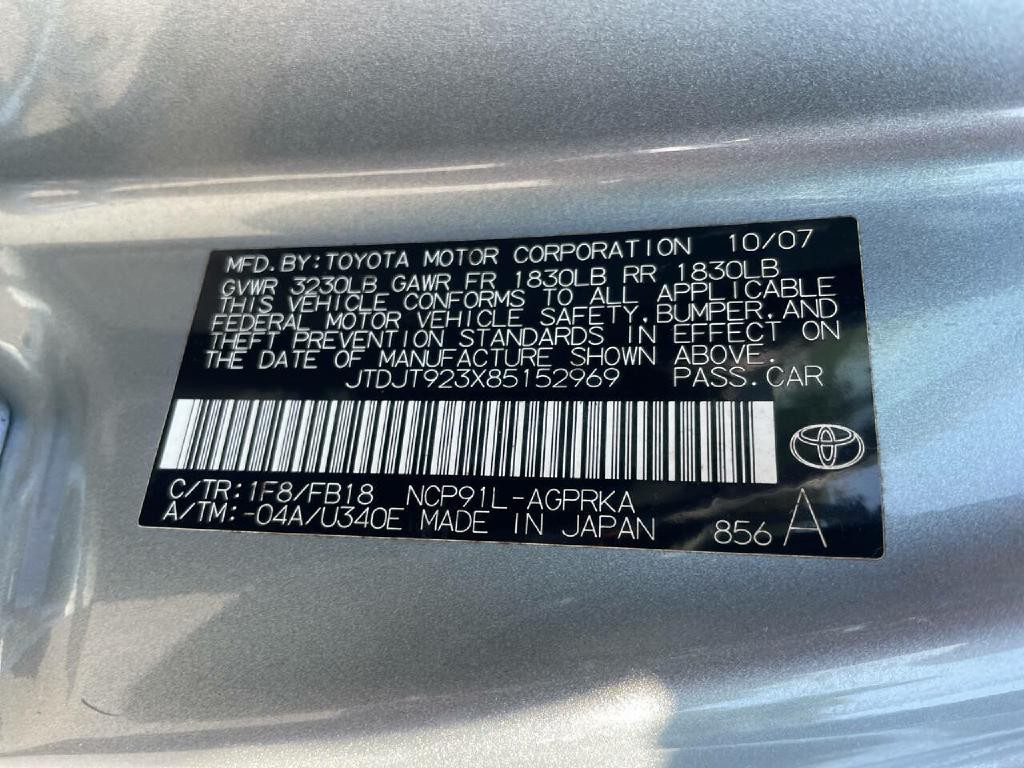 MFD.BY:TOYOTA MOTOR CORPORATION 10/07
GVWR 3230LB GAWR FR 1830LB RR 1830LB
THIS VEHICLE CONFORMS TO ALL APPLICABLE
FEDERAL MOTOR VEHICLE SAFETY,BUMPER,AND
THEFT PREVENTION STANDARDS IN EFFECT ON
THE DATE OF MANUFACTURE SHOWN ABOVE.
JTDJT923X85152969 PASS.CAR
C/TR:1F8/FB18 NCP91L-AGPRKA
A/TM:-04A/U340E MADE IN JAPAN 856 A